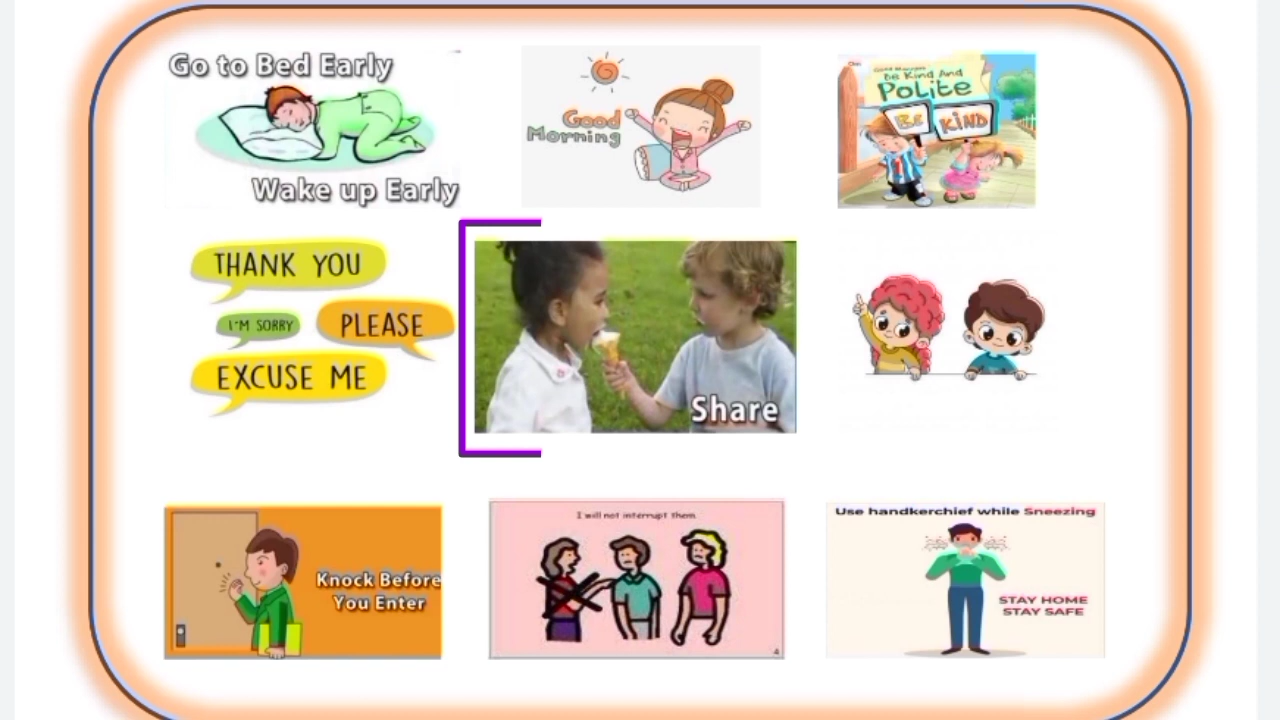 Go to Bed Early
Wake up Early
Good
Morning
Be Kind And
Polite
BE KIND
THANK YOU
I'M SORRY
PLEASE
EXCUSE ME
Share
Knock Before
You Enter
I will not interrupt them.
4
Use handkerchief while Sneezing
STAY HOME
STAY SAFE